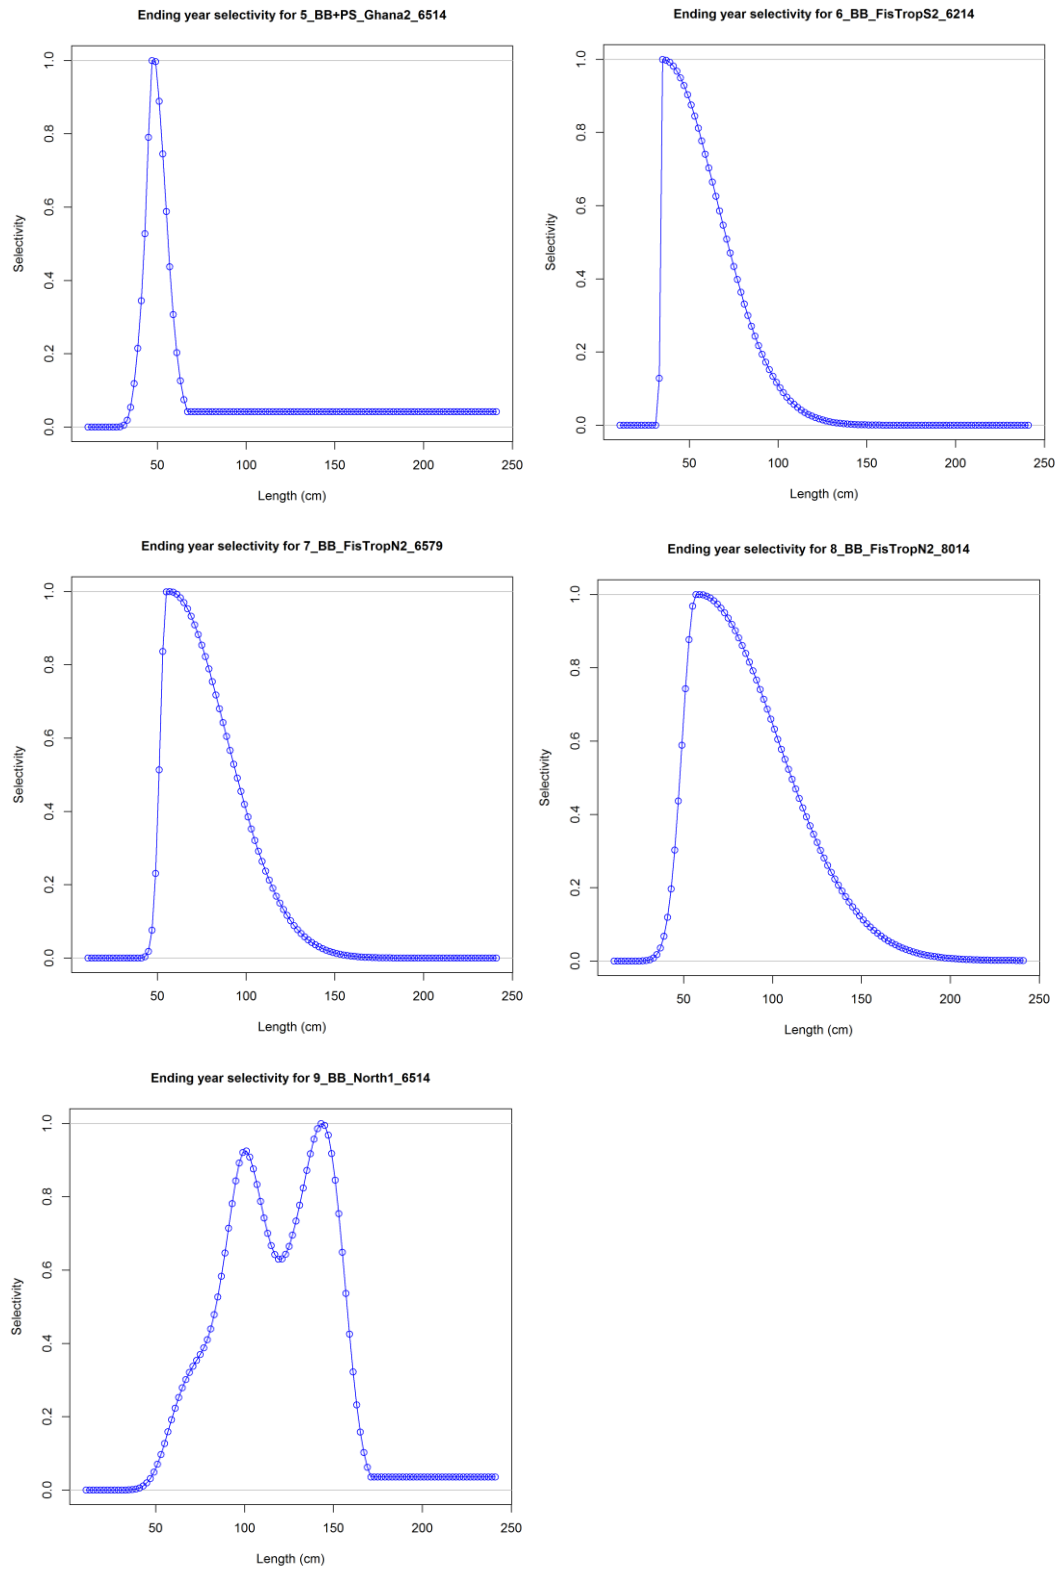 Ending year selectivity for 5_BB+PS_Ghana2_6514
Selectivity
1.0
0.8
0.6
0.4
0.2
0.0
50 100 150 200 250
Length (cm)
Ending year selectivity for 6_BB_FisTropS2_6214
Selectivity
1.0
0.8
0.6
0.4
0.2
0.0
50 100 150 200 250
Length (cm)
Ending year selectivity for 7_BB_FisTropN2_6579
Selectivity
1.0
0.8
0.6
0.4
0.2
0.0
50 100 150 200 250
Length (cm)
Ending year selectivity for 8_BB_FisTropN2_8014
Selectivity
1.0
0.8
0.6
0.4
0.2
0.0
50 100 150 200 250
Length (cm)
Ending year selectivity for 9_BB_North1_6514
Selectivity
1.0
0.8
0.6
0.4
0.2
0.0
50 100 150 200 250
Length (cm)